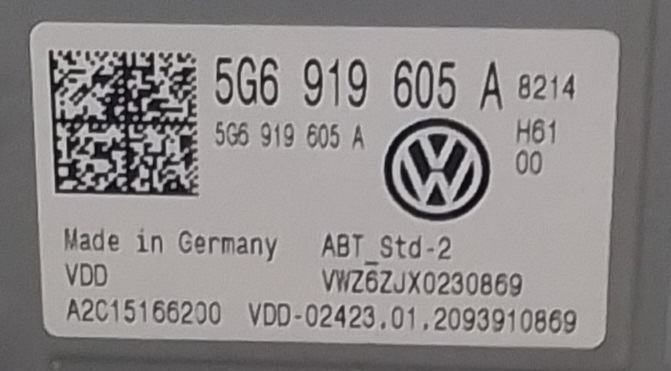 5G6 919 605 A 8214
5G6 919 605 A H61
00
Made in Germany ABT_Std-2
VDD VWZ6ZJX0230869
A2C15166200 VDD-02423.01.2093910869